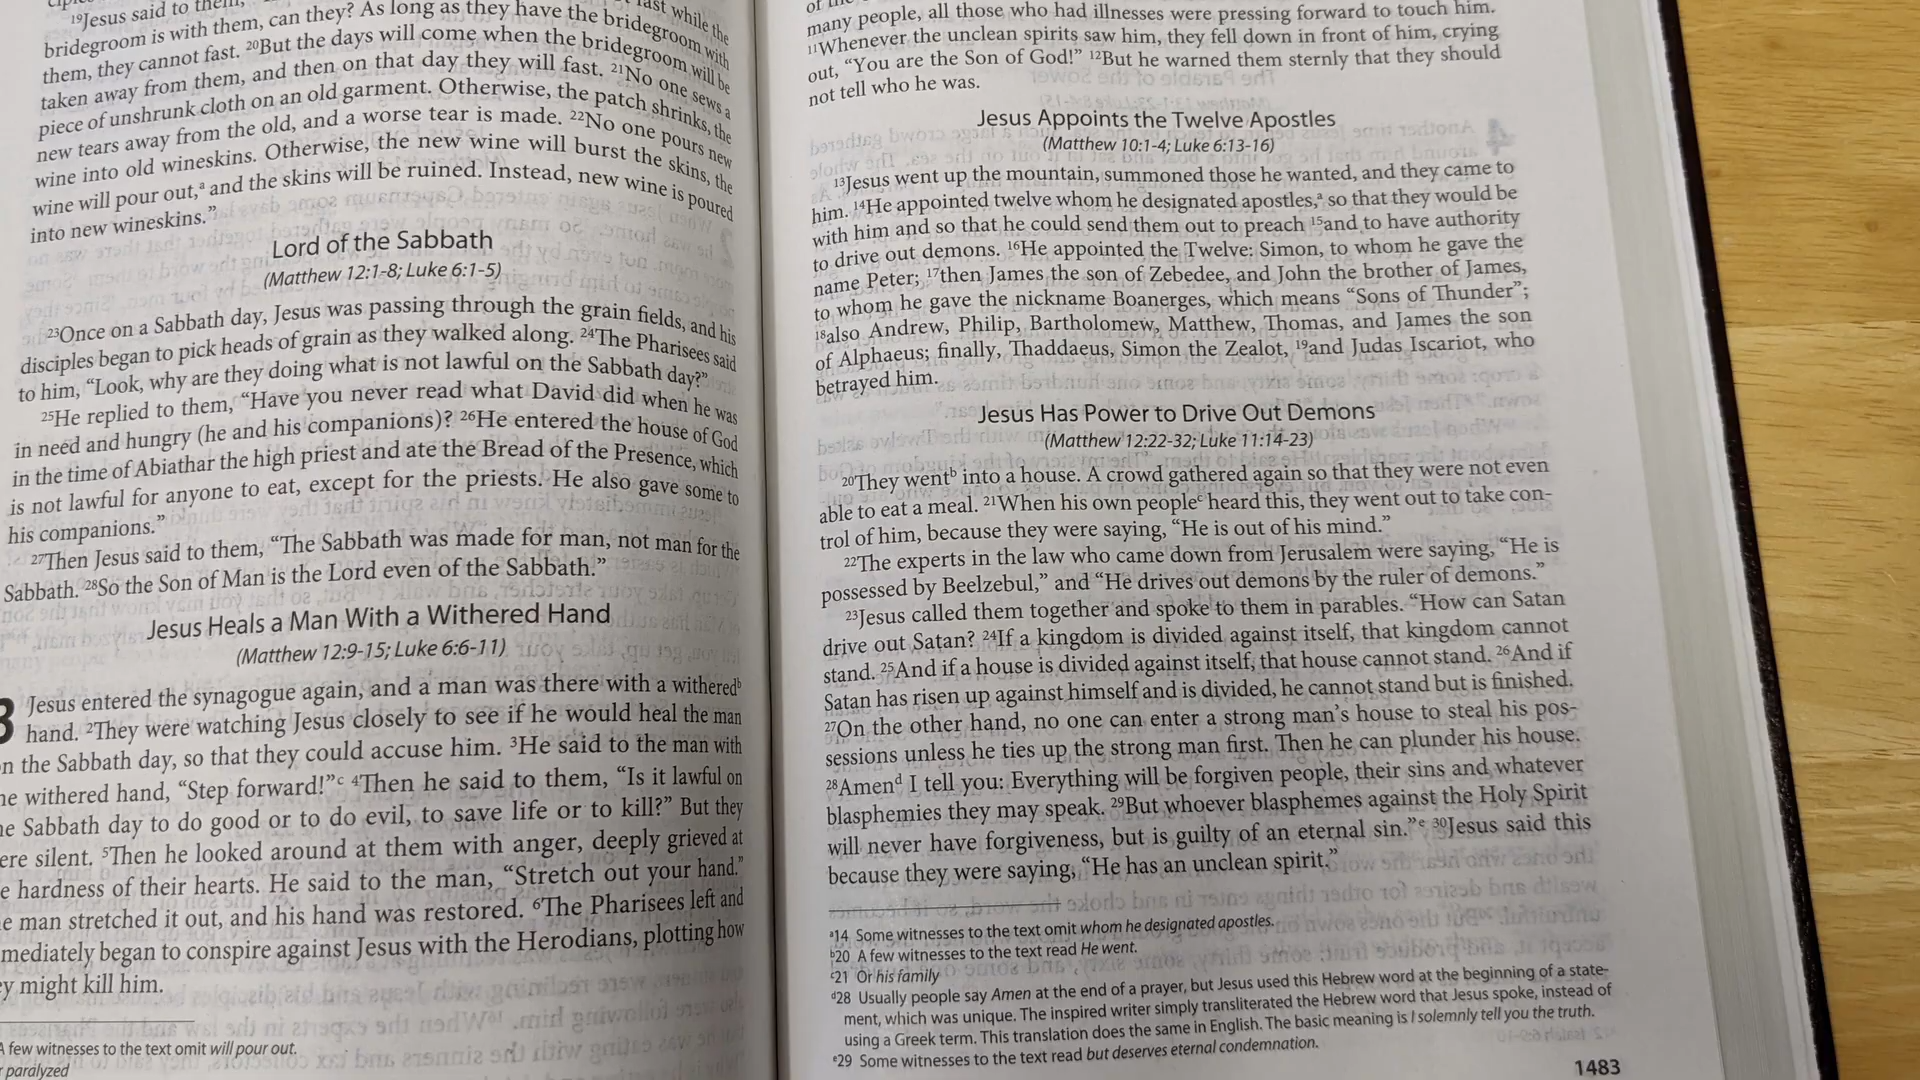 ¹⁹Jesus said to them,
last while the
bridegroom is with them, can they? As long as they have the bridegroom with
them, they cannot fast. ²⁰But the days will come when the bridegroom will be
taken away from them, and then on that day they will fast. ²¹No one sews a
piece of unshrunk cloth on an old garment. Otherwise, the patch shrinks, the
new tears away from the old, and a worse tear is made. ²²No one pours new
wine into old wineskins. Otherwise, the new wine will burst the skins, the
wine will pour out,ᵃ and the skins will be ruined. Instead, new wine is poured
into new wineskins.”
Lord of the Sabbath
(Matthew 12:1-8; Luke 6:1-5)
²³Once on a Sabbath day, Jesus was passing through the grain fields, and his
disciples began to pick heads of grain as they walked along. ²⁴The Pharisees said
to him, “Look, why are they doing what is not lawful on the Sabbath day?”
²⁵He replied to them, “Have you never read what David did when he was
in need and hungry (he and his companions)? ²⁶He entered the house of God
in the time of Abiathar the high priest and ate the Bread of the Presence, which
is not lawful for anyone to eat, except for the priests. He also gave some to
his companions.”
²⁷Then Jesus said to them, “The Sabbath was made for man, not man for the
Sabbath. ²⁸So the Son of Man is the Lord even of the Sabbath.”
Jesus Heals a Man With a Withered Hand
(Matthew 12:9-15; Luke 6:6-11)
3 Jesus entered the synagogue again, and a man was there with a witheredᵇ
hand. ²They were watching Jesus closely to see if he would heal the man
n the Sabbath day, so that they could accuse him. ³He said to the man with
he withered hand, “Step forward!”ᶜ ⁴Then he said to them, “Is it lawful on
he Sabbath day to do good or to do evil, to save life or to kill?” But they
ere silent. ⁵Then he looked around at them with anger, deeply grieved at
e hardness of their hearts. He said to the man, “Stretch out your hand.”
e man stretched it out, and his hand was restored. ⁶The Pharisees left and
mediately began to conspire against Jesus with the Herodians, plotting how
y might kill him.
A few witnesses to the text omit will pour out.
r paralyzed
of the
many people, all those who had illnesses were pressing forward to touch him.
¹¹Whenever the unclean spirits saw him, they fell down in front of him, crying
out, “You are the Son of God!” ¹²But he warned them sternly that they should
not tell who he was.
Jesus Appoints the Twelve Apostles
(Matthew 10:1-4; Luke 6:13-16)
¹³Jesus went up the mountain, summoned those he wanted, and they came to
him. ¹⁴He appointed twelve whom he designated apostles,ᵃ so that they would be
with him and so that he could send them out to preach ¹⁵and to have authority
to drive out demons. ¹⁶He appointed the Twelve: Simon, to whom he gave the
name Peter; ¹⁷then James the son of Zebedee, and John the brother of James,
to whom he gave the nickname Boanerges, which means “Sons of Thunder”;
¹⁸also Andrew, Philip, Bartholomew, Matthew, Thomas, and James the son
of Alphaeus; finally, Thaddaeus, Simon the Zealot, ¹⁹and Judas Iscariot, who
betrayed him.
Jesus Has Power to Drive Out Demons
(Matthew 12:22-32; Luke 11:14-23)
²⁰They wentᵇ into a house. A crowd gathered again so that they were not even
able to eat a meal. ²¹When his own peopleᶜ heard this, they went out to take con-
trol of him, because they were saying, “He is out of his mind.”
²²The experts in the law who came down from Jerusalem were saying, “He is
possessed by Beelzebul,” and “He drives out demons by the ruler of demons.”
²³Jesus called them together and spoke to them in parables. “How can Satan
drive out Satan? ²⁴If a kingdom is divided against itself, that kingdom cannot
stand. ²⁵And if a house is divided against itself, that house cannot stand. ²⁶And if
Satan has risen up against himself and is divided, he cannot stand but is finished.
²⁷On the other hand, no one can enter a strong man’s house to steal his pos-
sessions unless he ties up the strong man first. Then he can plunder his house.
²⁸Amenᵈ I tell you: Everything will be forgiven people, their sins and whatever
blasphemies they may speak. ²⁹But whoever blasphemes against the Holy Spirit
will never have forgiveness, but is guilty of an eternal sin.”ᵉ ³⁰Jesus said this
because they were saying, “He has an unclean spirit.”
ᵃ14 Some witnesses to the text omit whom he designated apostles.
ᵇ20 A few witnesses to the text read He went.
ᶜ21 Or his family
ᵈ28 Usually people say Amen at the end of a prayer, but Jesus used this Hebrew word at the beginning of a state-
ment, which was unique. The inspired writer simply transliterated the Hebrew word that Jesus spoke, instead of
using a Greek term. This translation does the same in English. The basic meaning is I solemnly tell you the truth.
ᵉ29 Some witnesses to the text read but deserves eternal condemnation.
1483